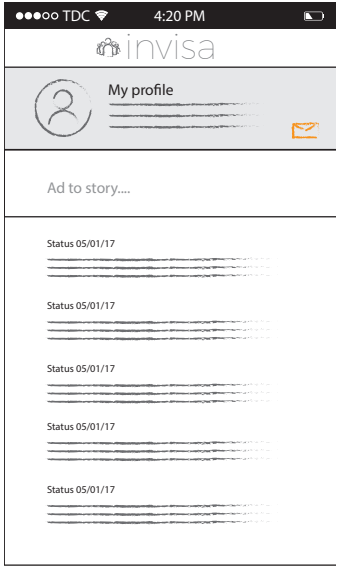 TDC 4:20 PM
invisa
My profile
Ad to story....
Status 05/01/17
Status 05/01/17
Status 05/01/17
Status 05/01/17
Status 05/01/17